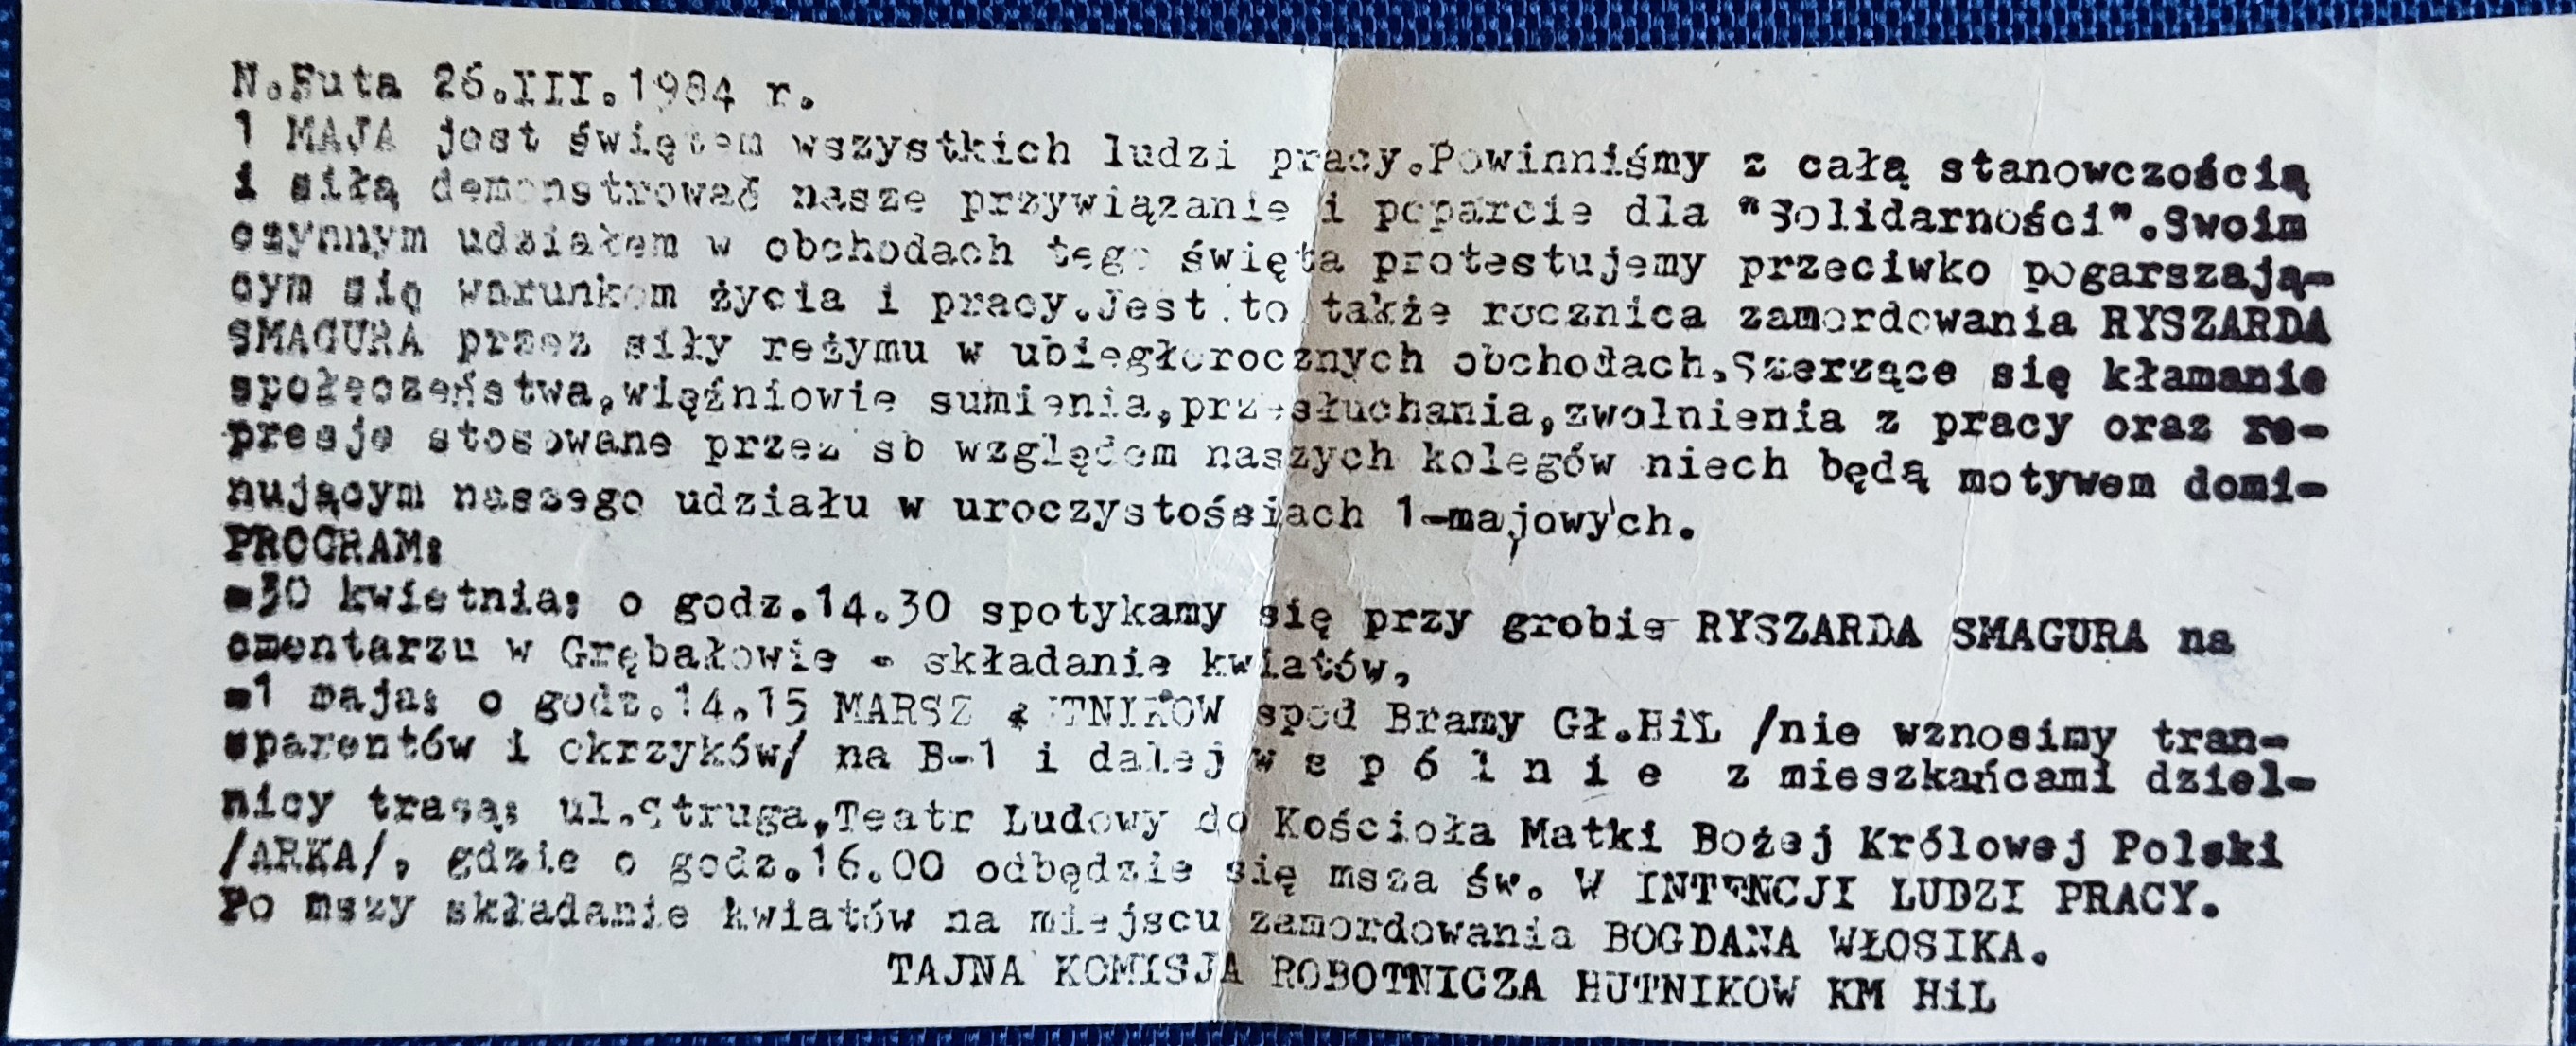 N.Huta 26.III.1984 r.
1 MAJA jest świętem wszystkich ludzi pracy.Powinniśmy z całą stanowczością
i siłą demonstrować nasze przywiązanie i poparcie dla "Solidarności".Swoim
czynnym udziałem w obchodach tego święta protestujemy przeciwko pogarszają-
cym się warunkom życia i pracy.Jest to także rocznica zamordowania RYSZARDA
SMAGURA przez siły reżymu w ubiegłorocznych obchodach.Szerzące się kłamanie
społeczeństwa,więźniowie sumienia,przesłuchania,zwolnienia z pracy oraz re-
presje stosowane przez sb względem naszych kolegów niech będą motywem domi-
nującym naszego udziału w uroczystościach 1-majowych.
PROGRAM:
-30 kwietnia: o godz.14.30 spotykamy się przy grobie RYSZARDA SMAGURA na
cmentarzu w Grębałowie - składanie kwiatów.
-1 maja: o godz.14.15 MARSZ HUTNIKOW spod Bramy Gł.HiL /nie wznosimy tran-
sparentów i okrzyków/ na B-1 i dalej w s p ó l n i e z mieszkańcami dziel-
nicy trasą: ul.Struga,Teatr Ludowy do Kościoła Matki Bożej Królowej Polski
/ARKA/, gdzie o godz.16.00 odbędzie się msza św. W INTENCJI LUDZI PRACY.
Po mszy składanie kwiatów na miejscu zamordowania BOGDANA WŁOSIKA.
TAJNA KOMISJA ROBOTNICZA HUTNIKOW KM HiL